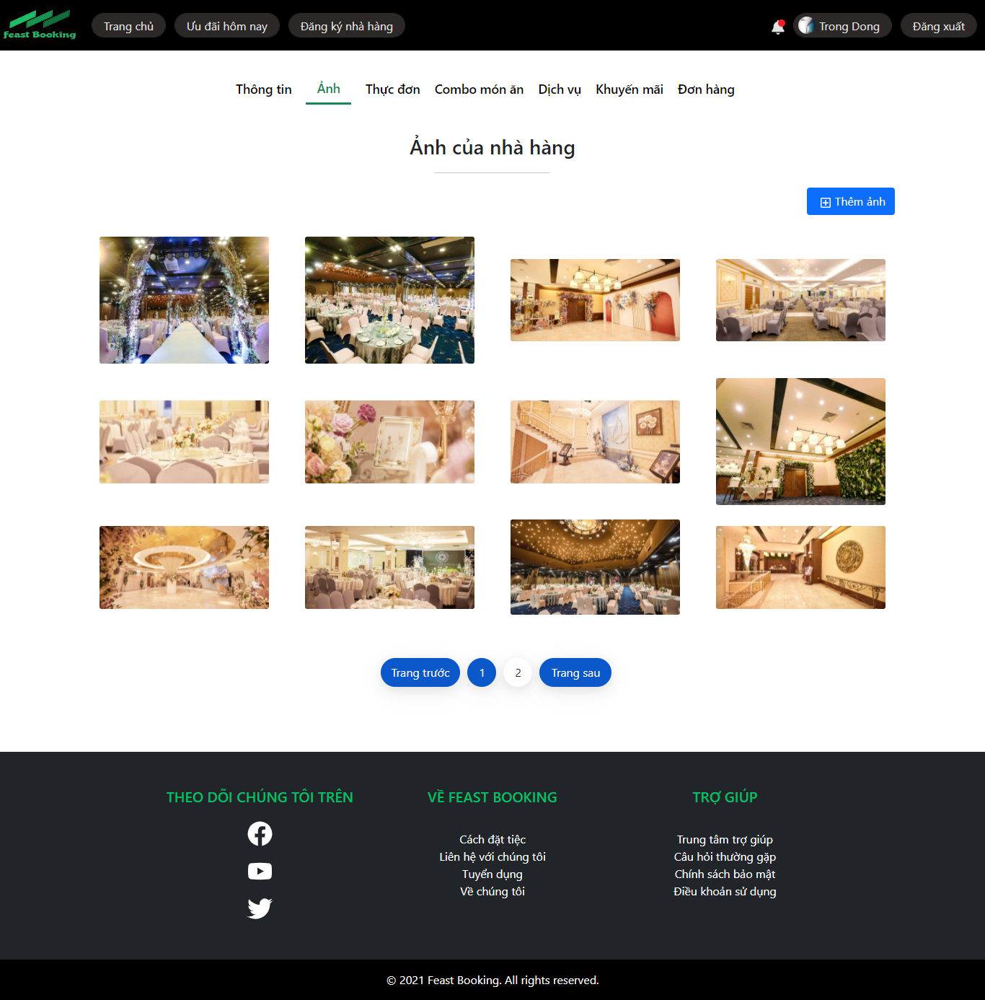 feast Booking
Trang chủ
Ưu đãi hôm nay
Đăng ký nhà hàng
Trong Dong
Đăng xuất
Thông tin
Ảnh
Thực đơn
Combo món ăn
Dịch vụ
Khuyến mãi
Đơn hàng
Ảnh của nhà hàng
Thêm ảnh
Trang trước
1
2
Trang sau
THEO DÕI CHÚNG TÔI TRÊN
VỀ FEAST BOOKING
Cách đặt tiệc
Liên hệ với chúng tôi
Tuyển dụng
Về chúng tôi
TRỢ GIÚP
Trung tâm trợ giúp
Câu hỏi thường gặp
Chính sách bảo mật
Điều khoản sử dụng
© 2021 Feast Booking. All rights reserved.